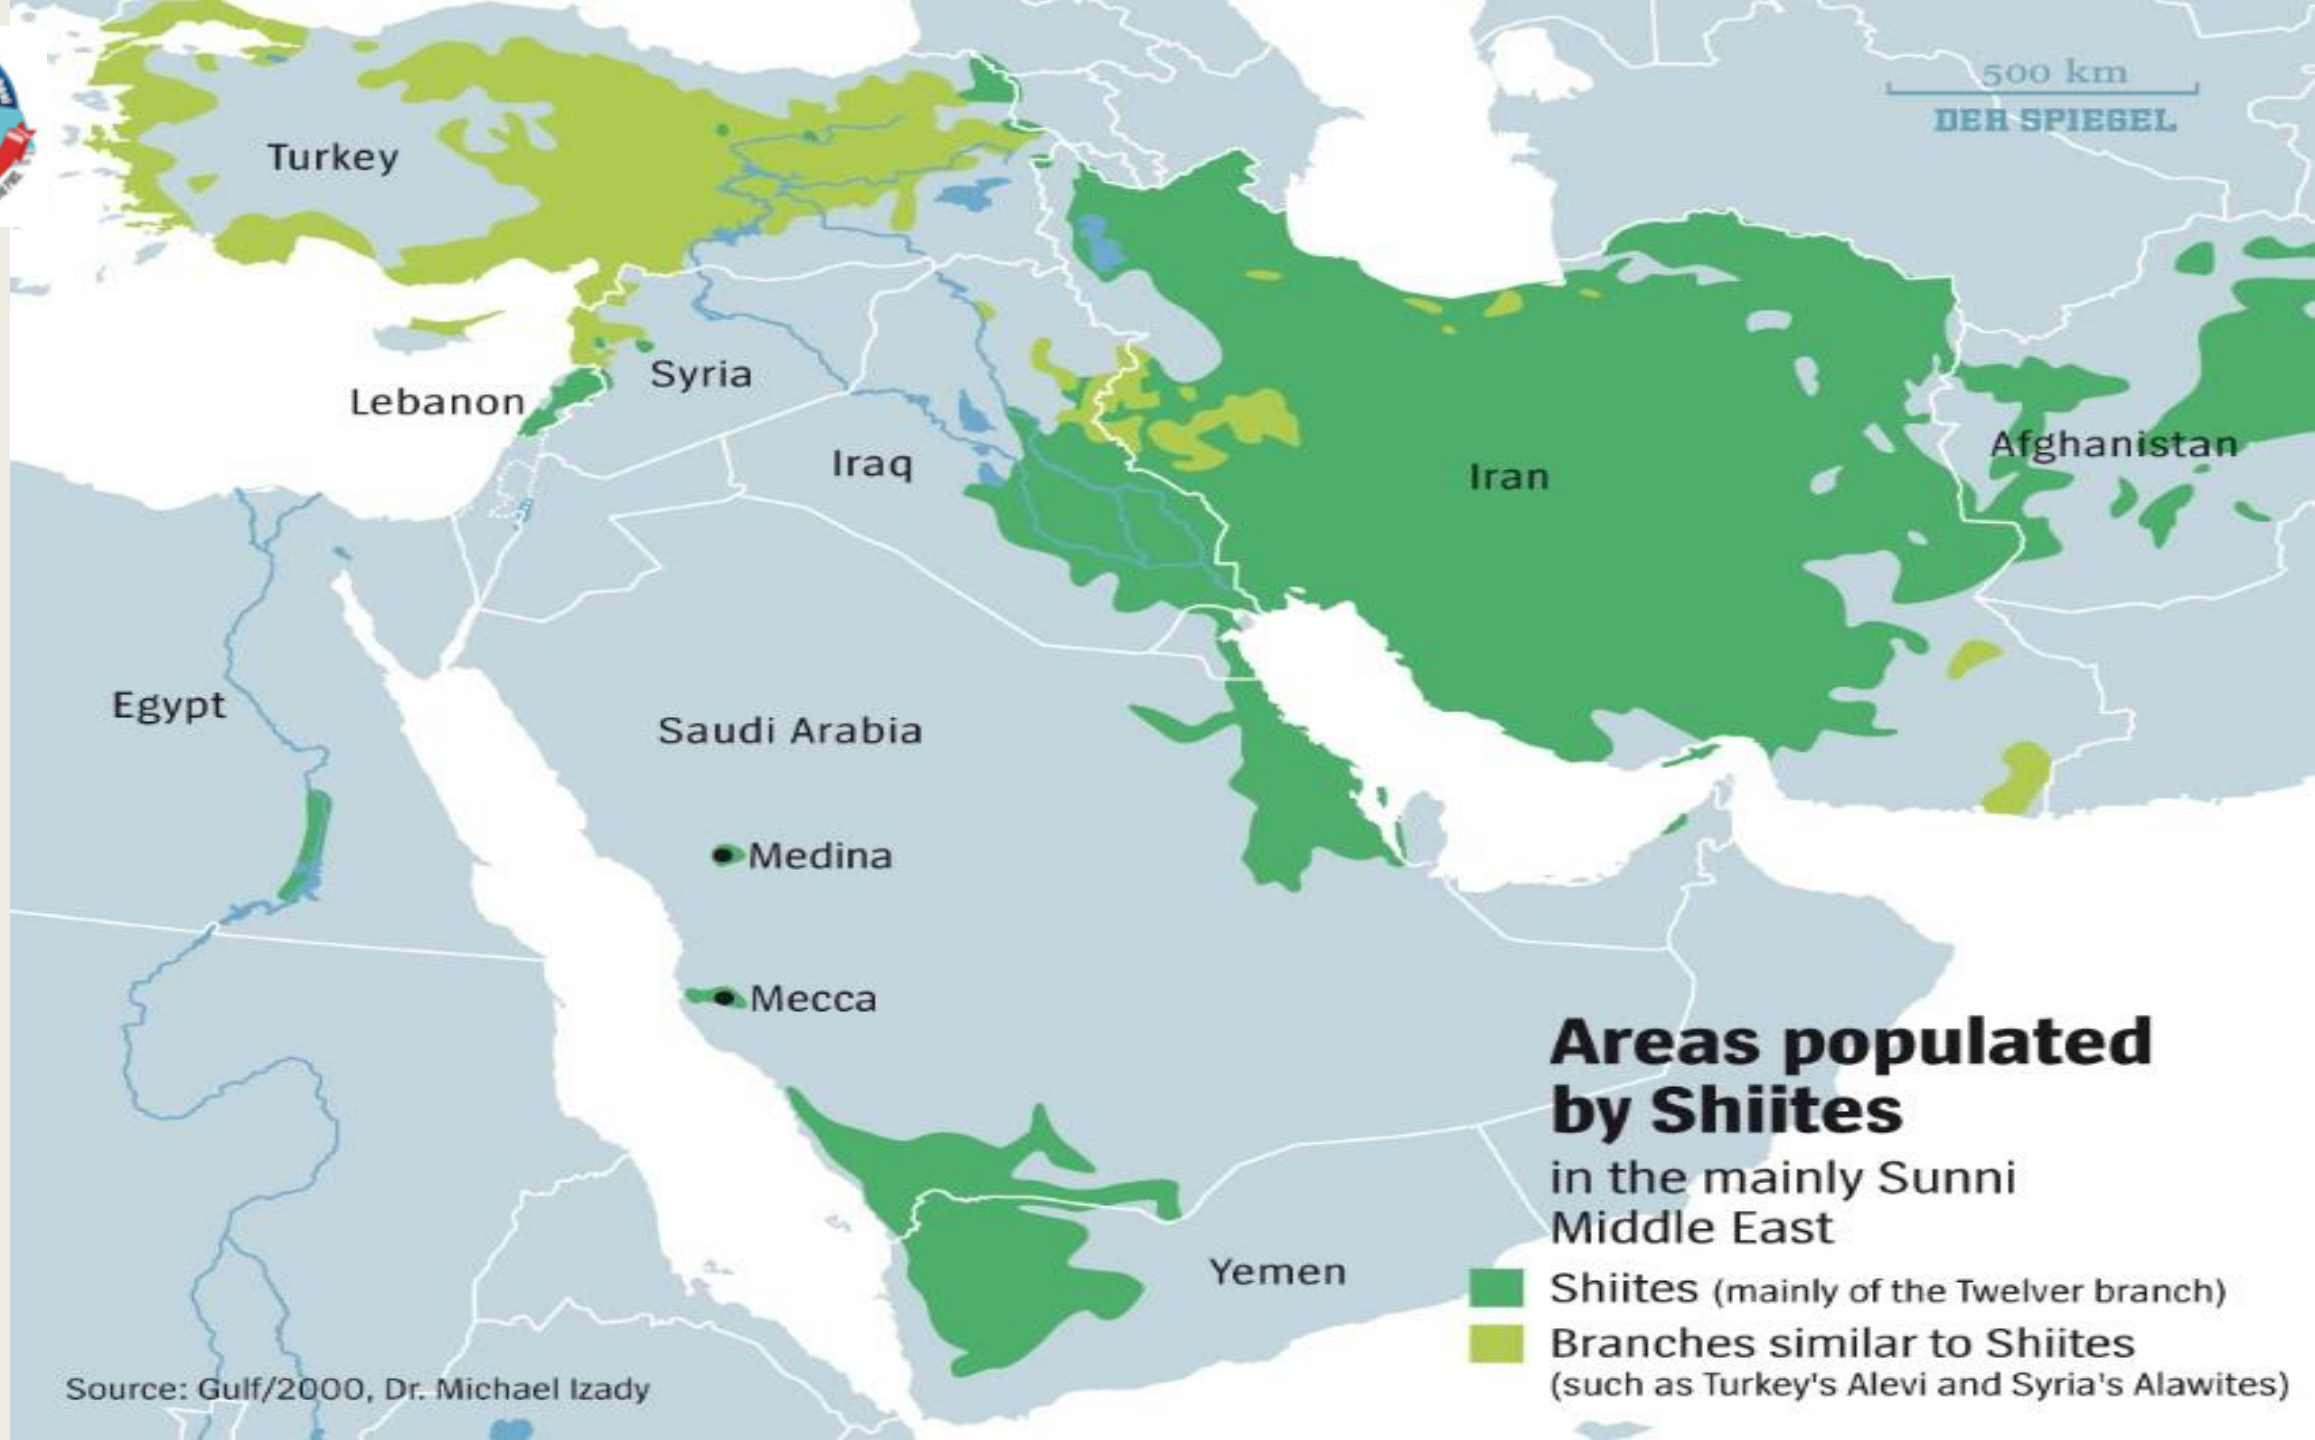 500 km
DER SPIEGEL
Turkey
Syria
Lebanon
Iraq
Iran
Afghanistan
Egypt
Saudi Arabia
Medina
Mecca
Yemen
Areas populated
by Shiites
in the mainly Sunni
Middle East
Shiites (mainly of the Twelver branch)
Branches similar to Shiites
(such as Turkey's Alevi and Syria's Alawites)
Source: Gulf/2000, Dr. Michael Izady